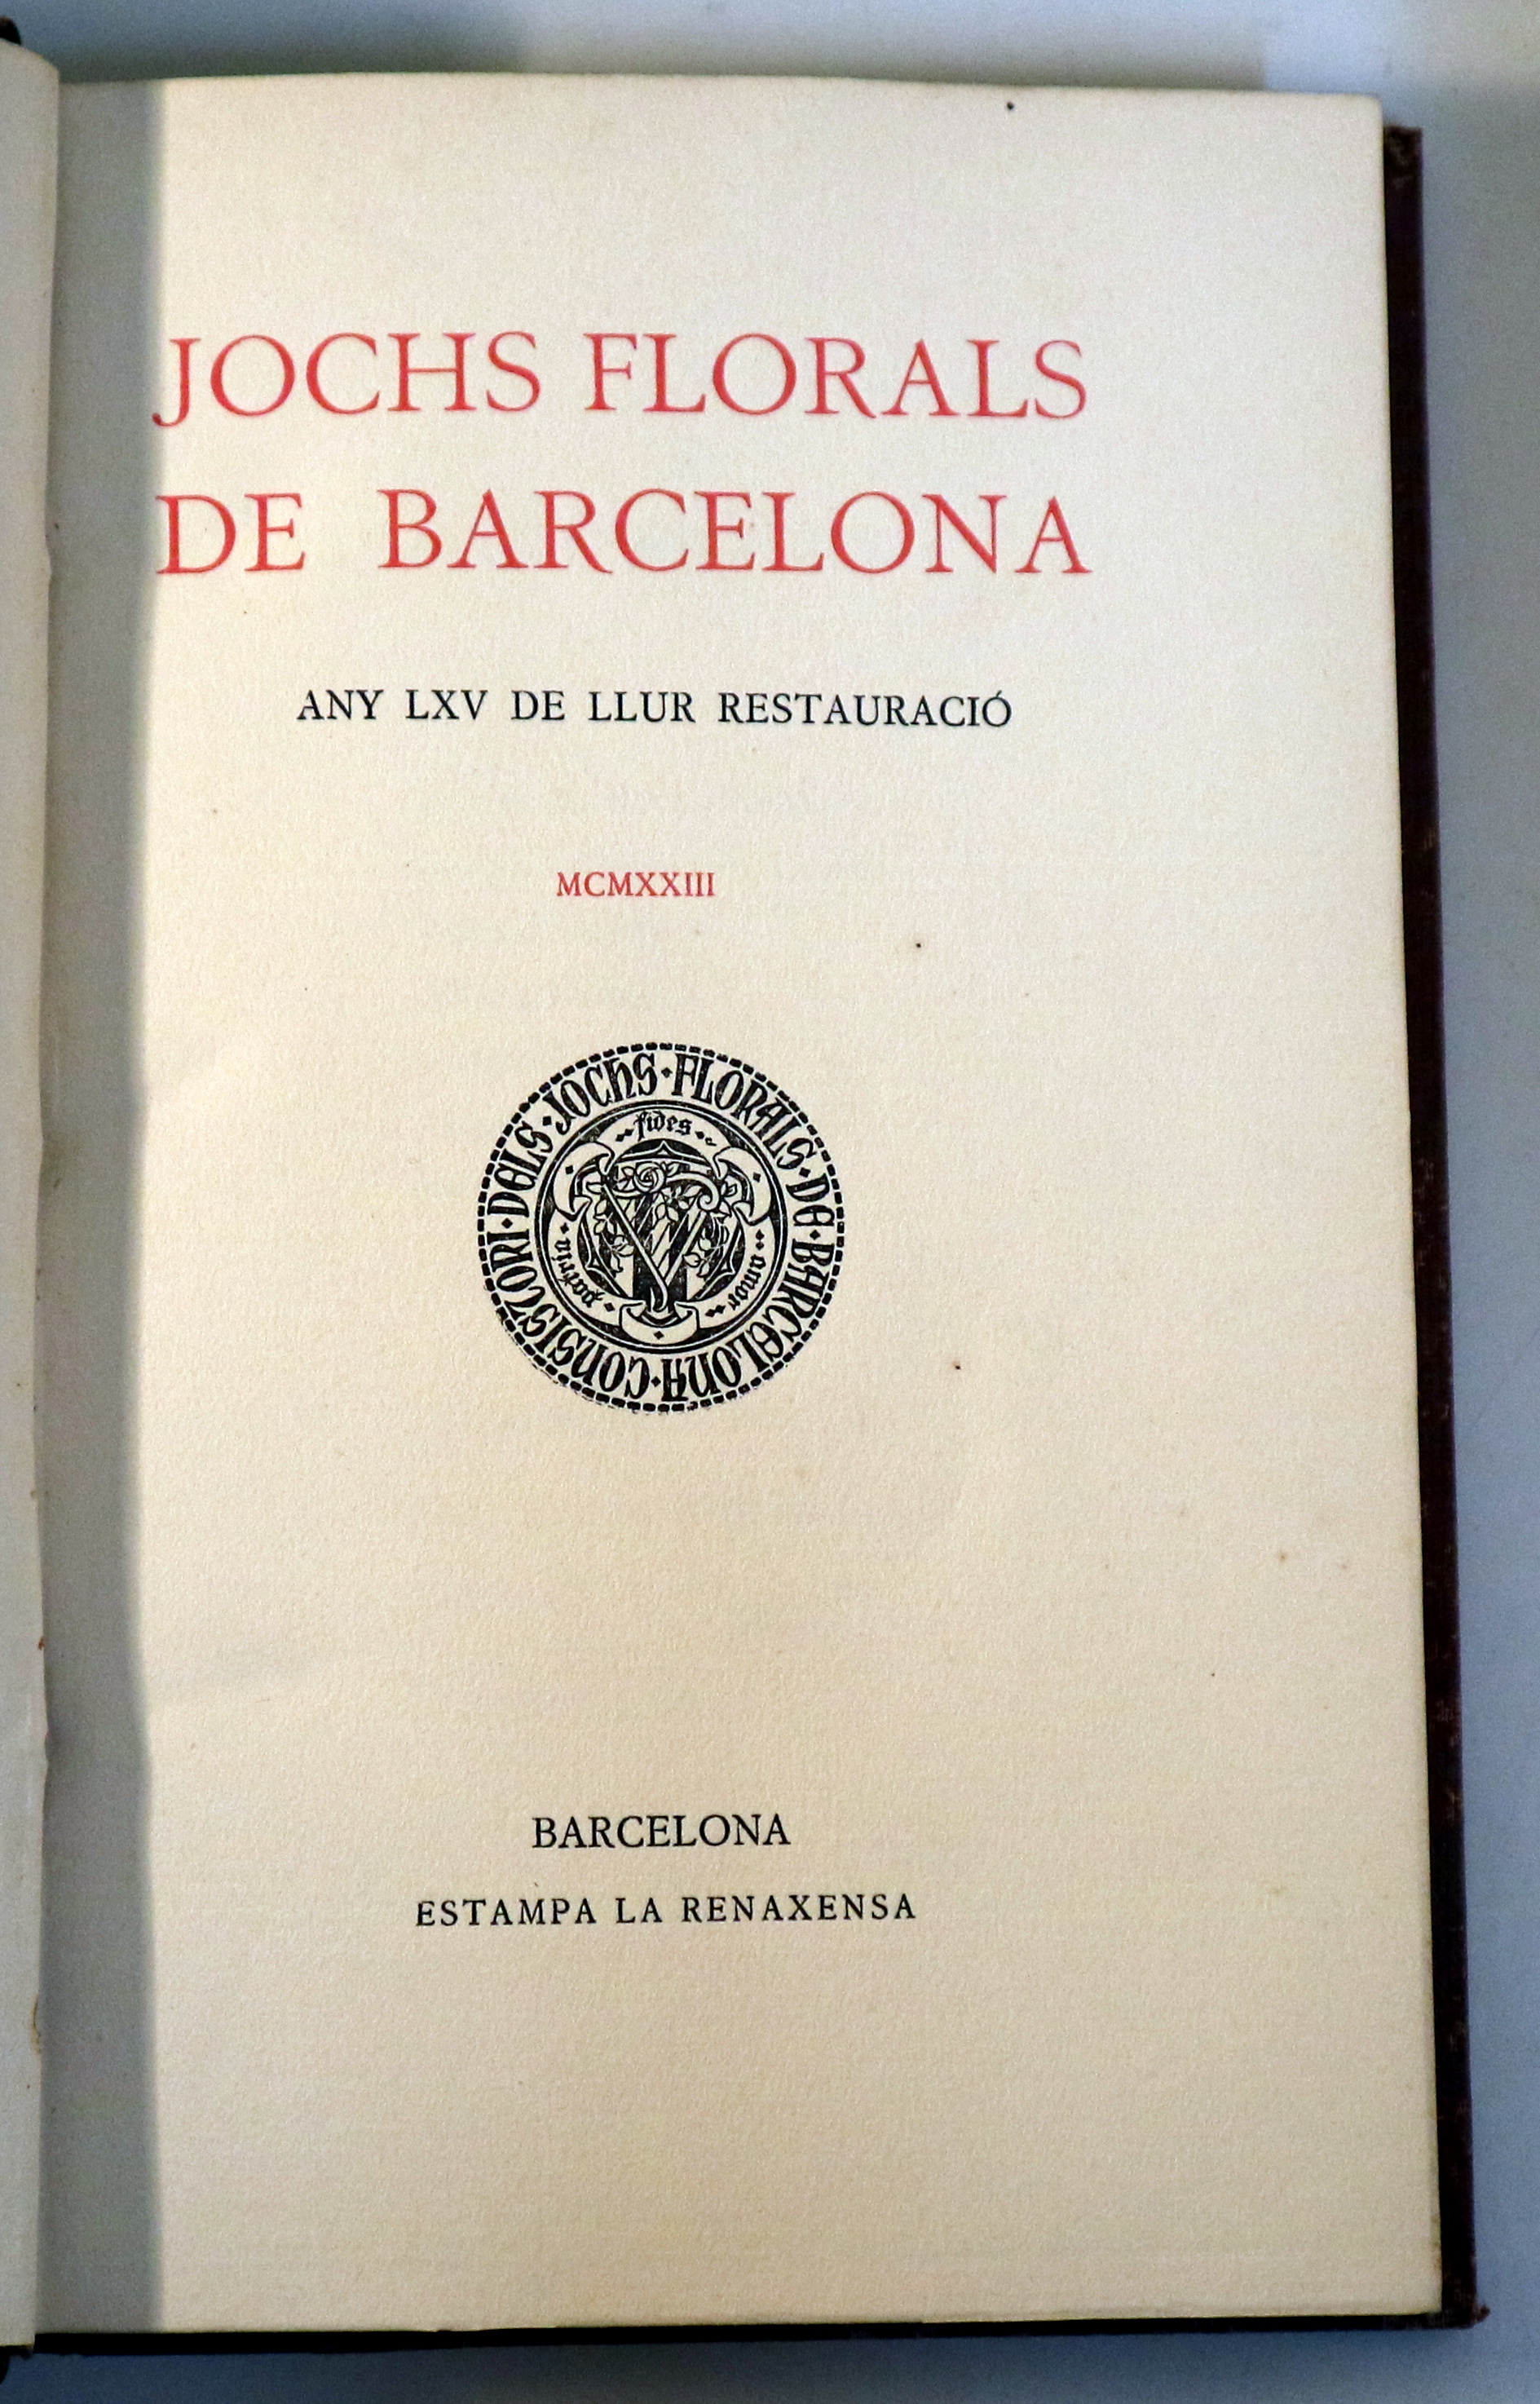 JOCHS FLORALS
DE BARCELONA
ANY LXV DE LLUR RESTAURACIÓ
MCMXXIII
CONSISTORI·DELS·JOCHS·FLORALS·DE·BARCELONA·
fides
amor
patria
BARCELONA
ESTAMPA LA RENAXENSA